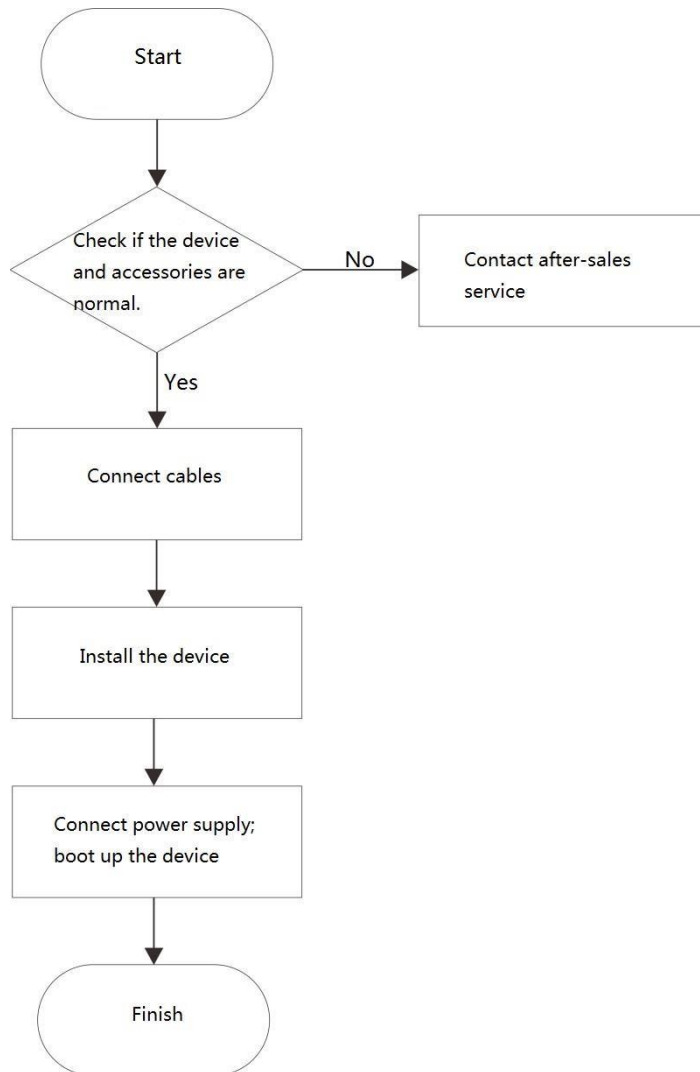 Start
Check if the device
and accessories are
normal.
No
Contact after-sales
service
Yes
Connect cables
Install the device
Connect power supply;
boot up the device
Finish